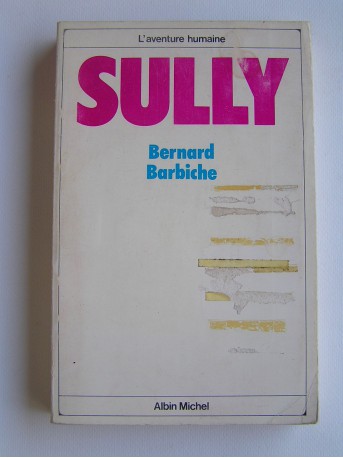 L'aventure humaine
SULLY
Bernard
Barbiche
Albin Michel